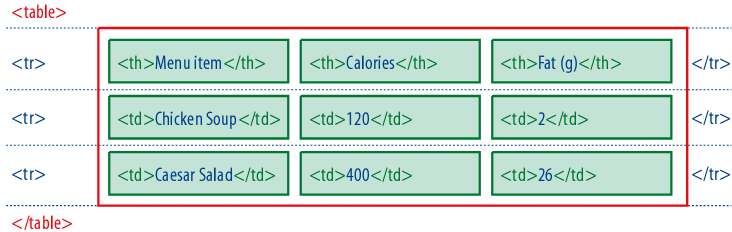 <table>
<tr> <th>Menu item</th> <th>Calories</th> <th>Fat (g)</th> </tr>
<tr> <td>Chicken Soup</td> <td>120</td> <td>2</td> </tr>
<tr> <td>Caesar Salad</td> <td>400</td> <td>26</td> </tr>
</table>